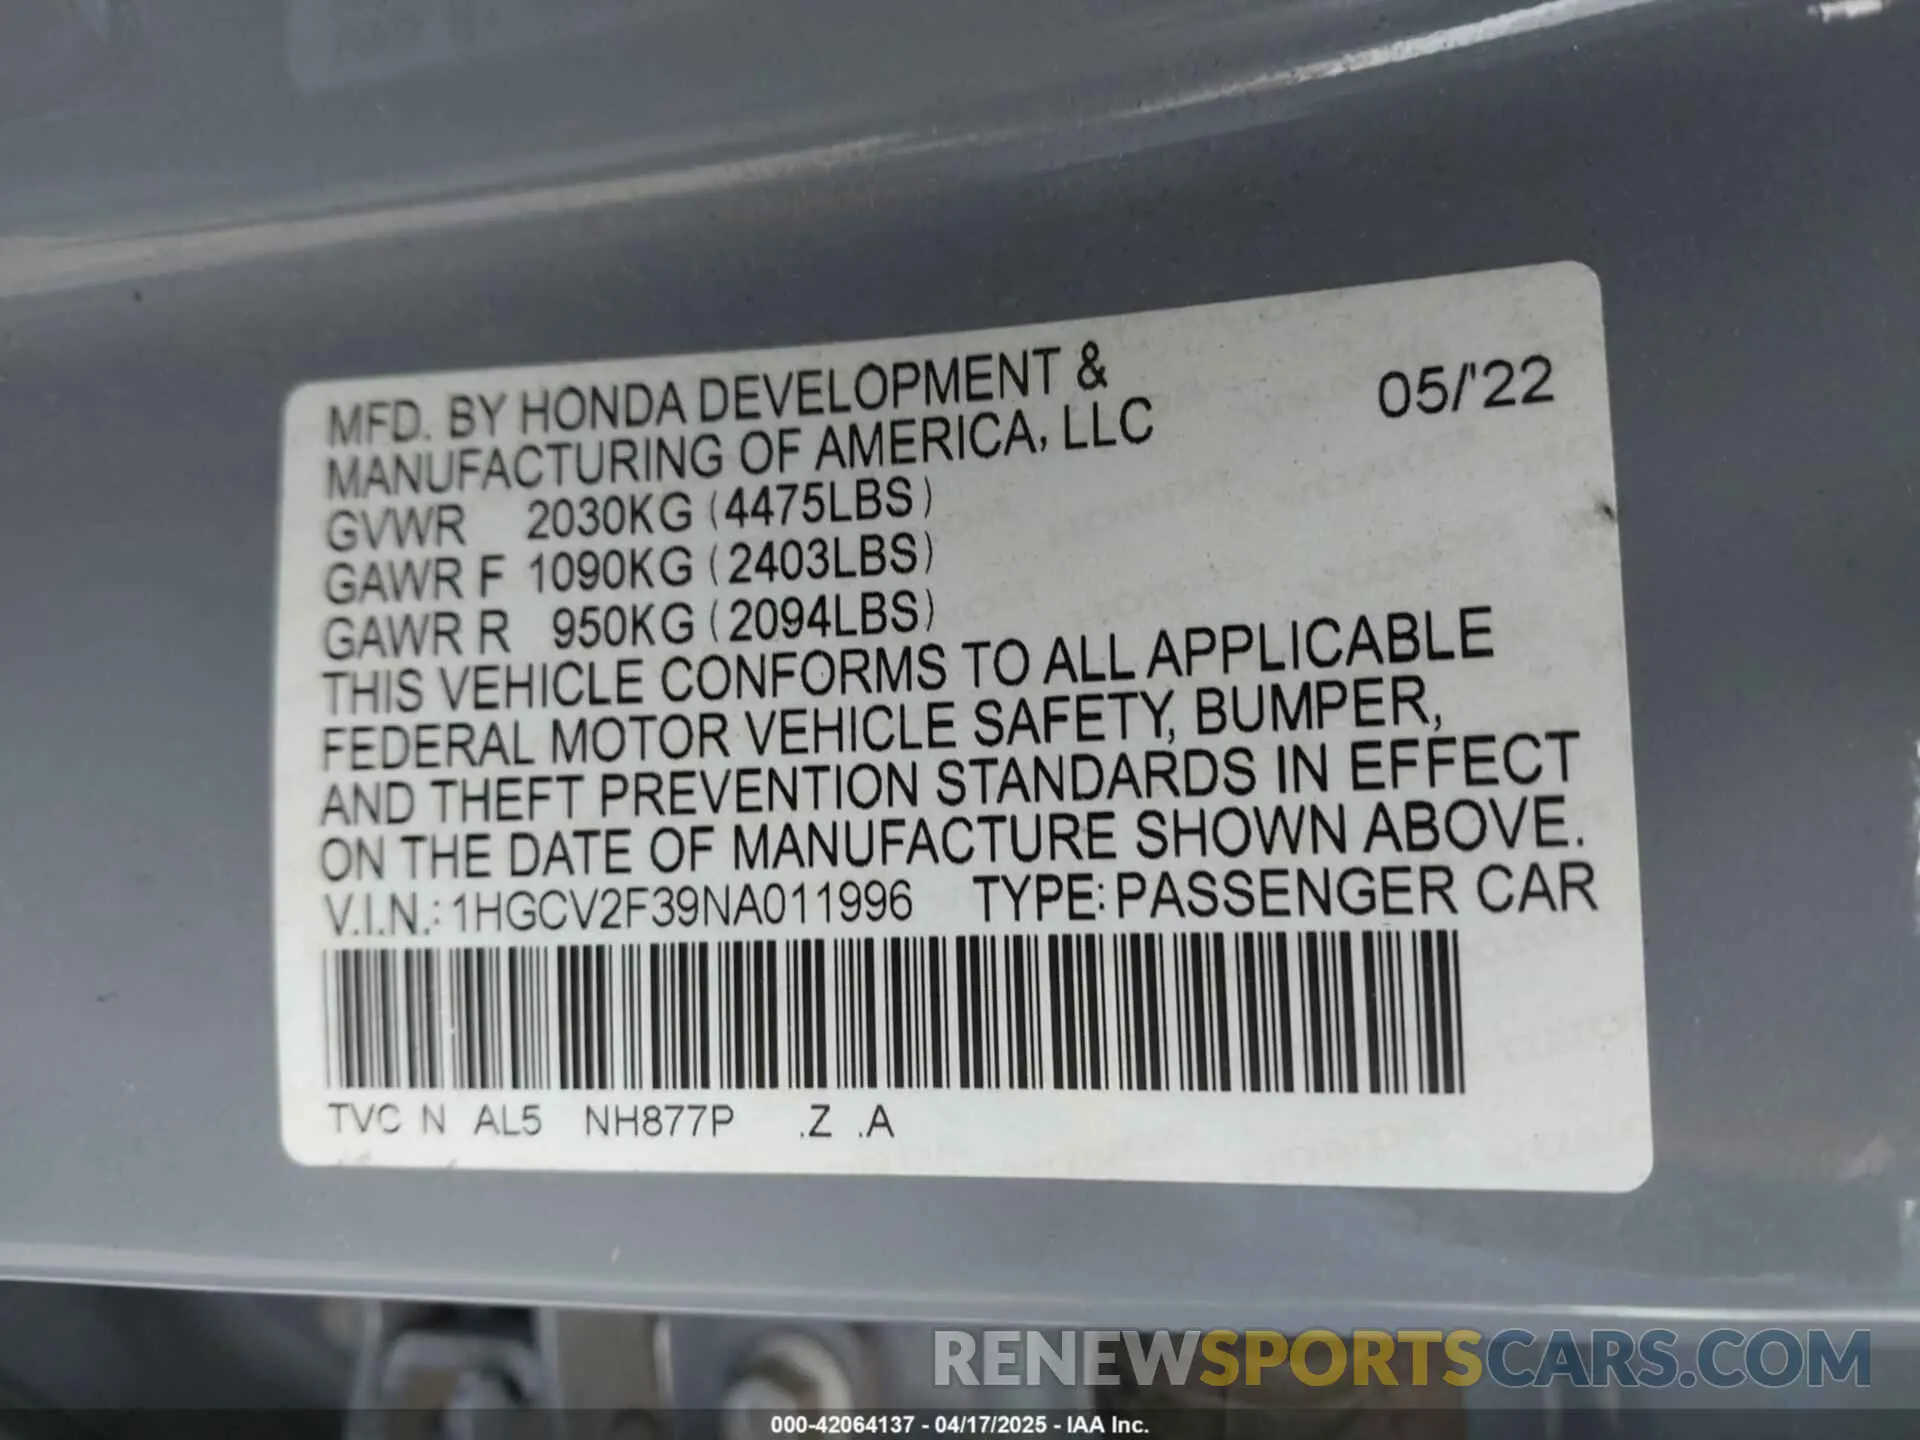 MFD. BY HONDA DEVELOPMENT &
MANUFACTURING OF AMERICA, LLC
05/'22
GVWR 2030KG (4475LBS)
GAWR F 1090KG (2403LBS)
GAWR R 950KG (2094LBS)
THIS VEHICLE CONFORMS TO ALL APPLICABLE
FEDERAL MOTOR VEHICLE SAFETY, BUMPER,
AND THEFT PREVENTION STANDARDS IN EFFECT
ON THE DATE OF MANUFACTURE SHOWN ABOVE.
V.I.N.: 1HGCV2F39NA011996 TYPE: PASSENGER CAR
TVC N AL5 NH877P .Z .A
RENEWSPORTSCARS.COM
000-42064137 - 04/17/2025 - IAA Inc.